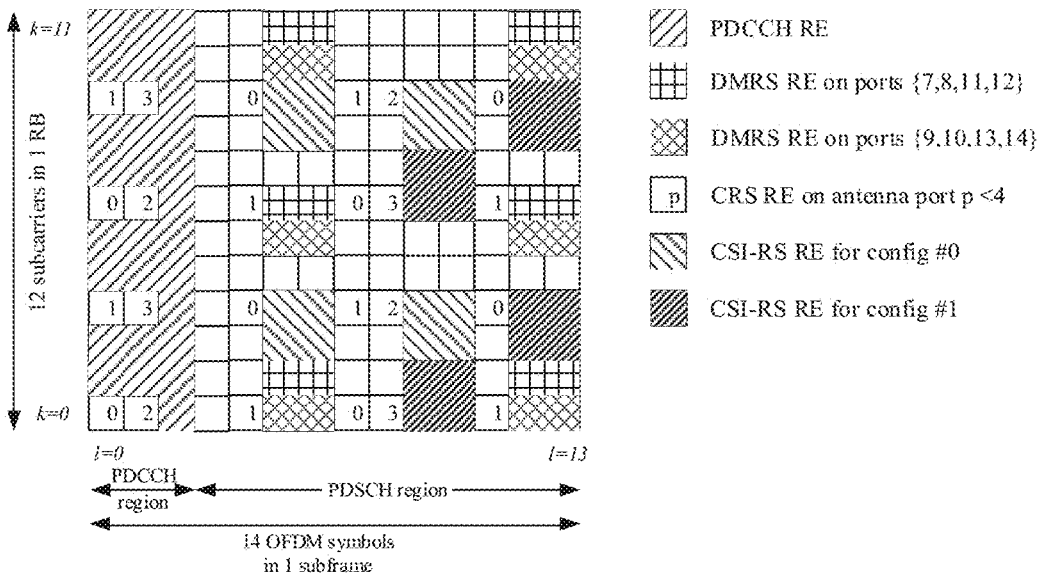 k=11
PDCCH RE
DMRS RE on ports {7,8,11,12}
1 3 0 1 2 0
DMRS RE on ports {9,10,13,14}
12 subcarriers in 1 RB
0 2 1 0 3 1
p CRS RE on antenna port p <4
CSI-RS RE for config #0
1 3 0 1 2 0
CSI-RS RE for config #1
k=0 0 2 1 0 3 1
l=0 l=13
PDCCH
region
PDSCH region
14 OFDM symbols
in 1 subframe